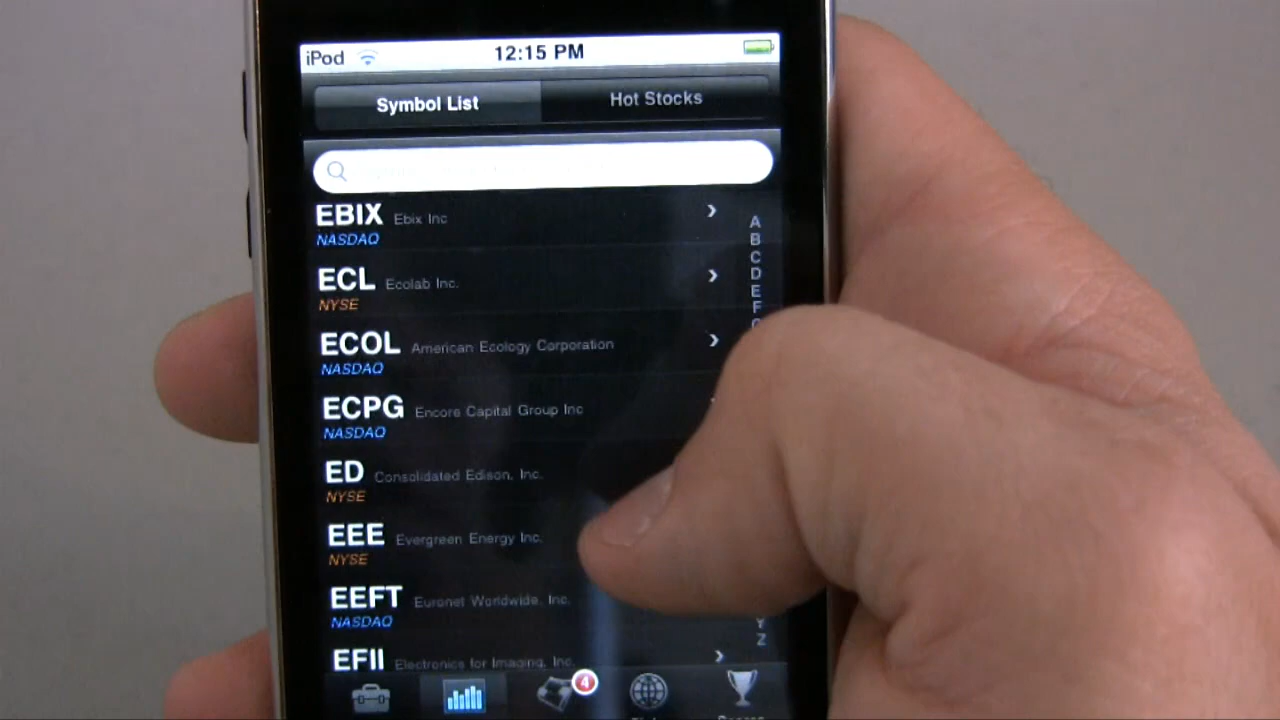 iPod 12:15 PM
Symbol List Hot Stocks
EBIX Ebix Inc
NASDAQ
ECL Ecolab Inc.
NYSE
ECOL American Ecology Corporation
NASDAQ
ECPG Encore Capital Group Inc
NASDAQ
ED Consolidated Edison, Inc.
NYSE
EEE Evergreen Energy Inc.
NYSE
EEFT Euronet Worldwide, Inc.
NASDAQ
EFII Electronics for Imaging, Inc.
A
B
C
D
E
F
Y
Z
4